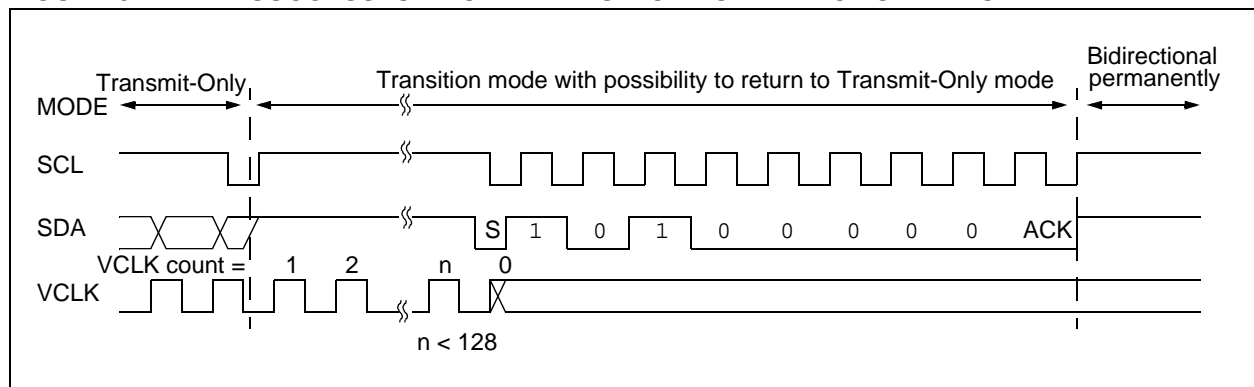 Transmit-Only
Transition mode with possibility to return to Transmit-Only mode
Bidirectional
permanently
MODE
SCL
SDA
S 1 0 1 0 0 0 0 0 ACK
VCLK count = 1 2 n 0
VCLK
n < 128